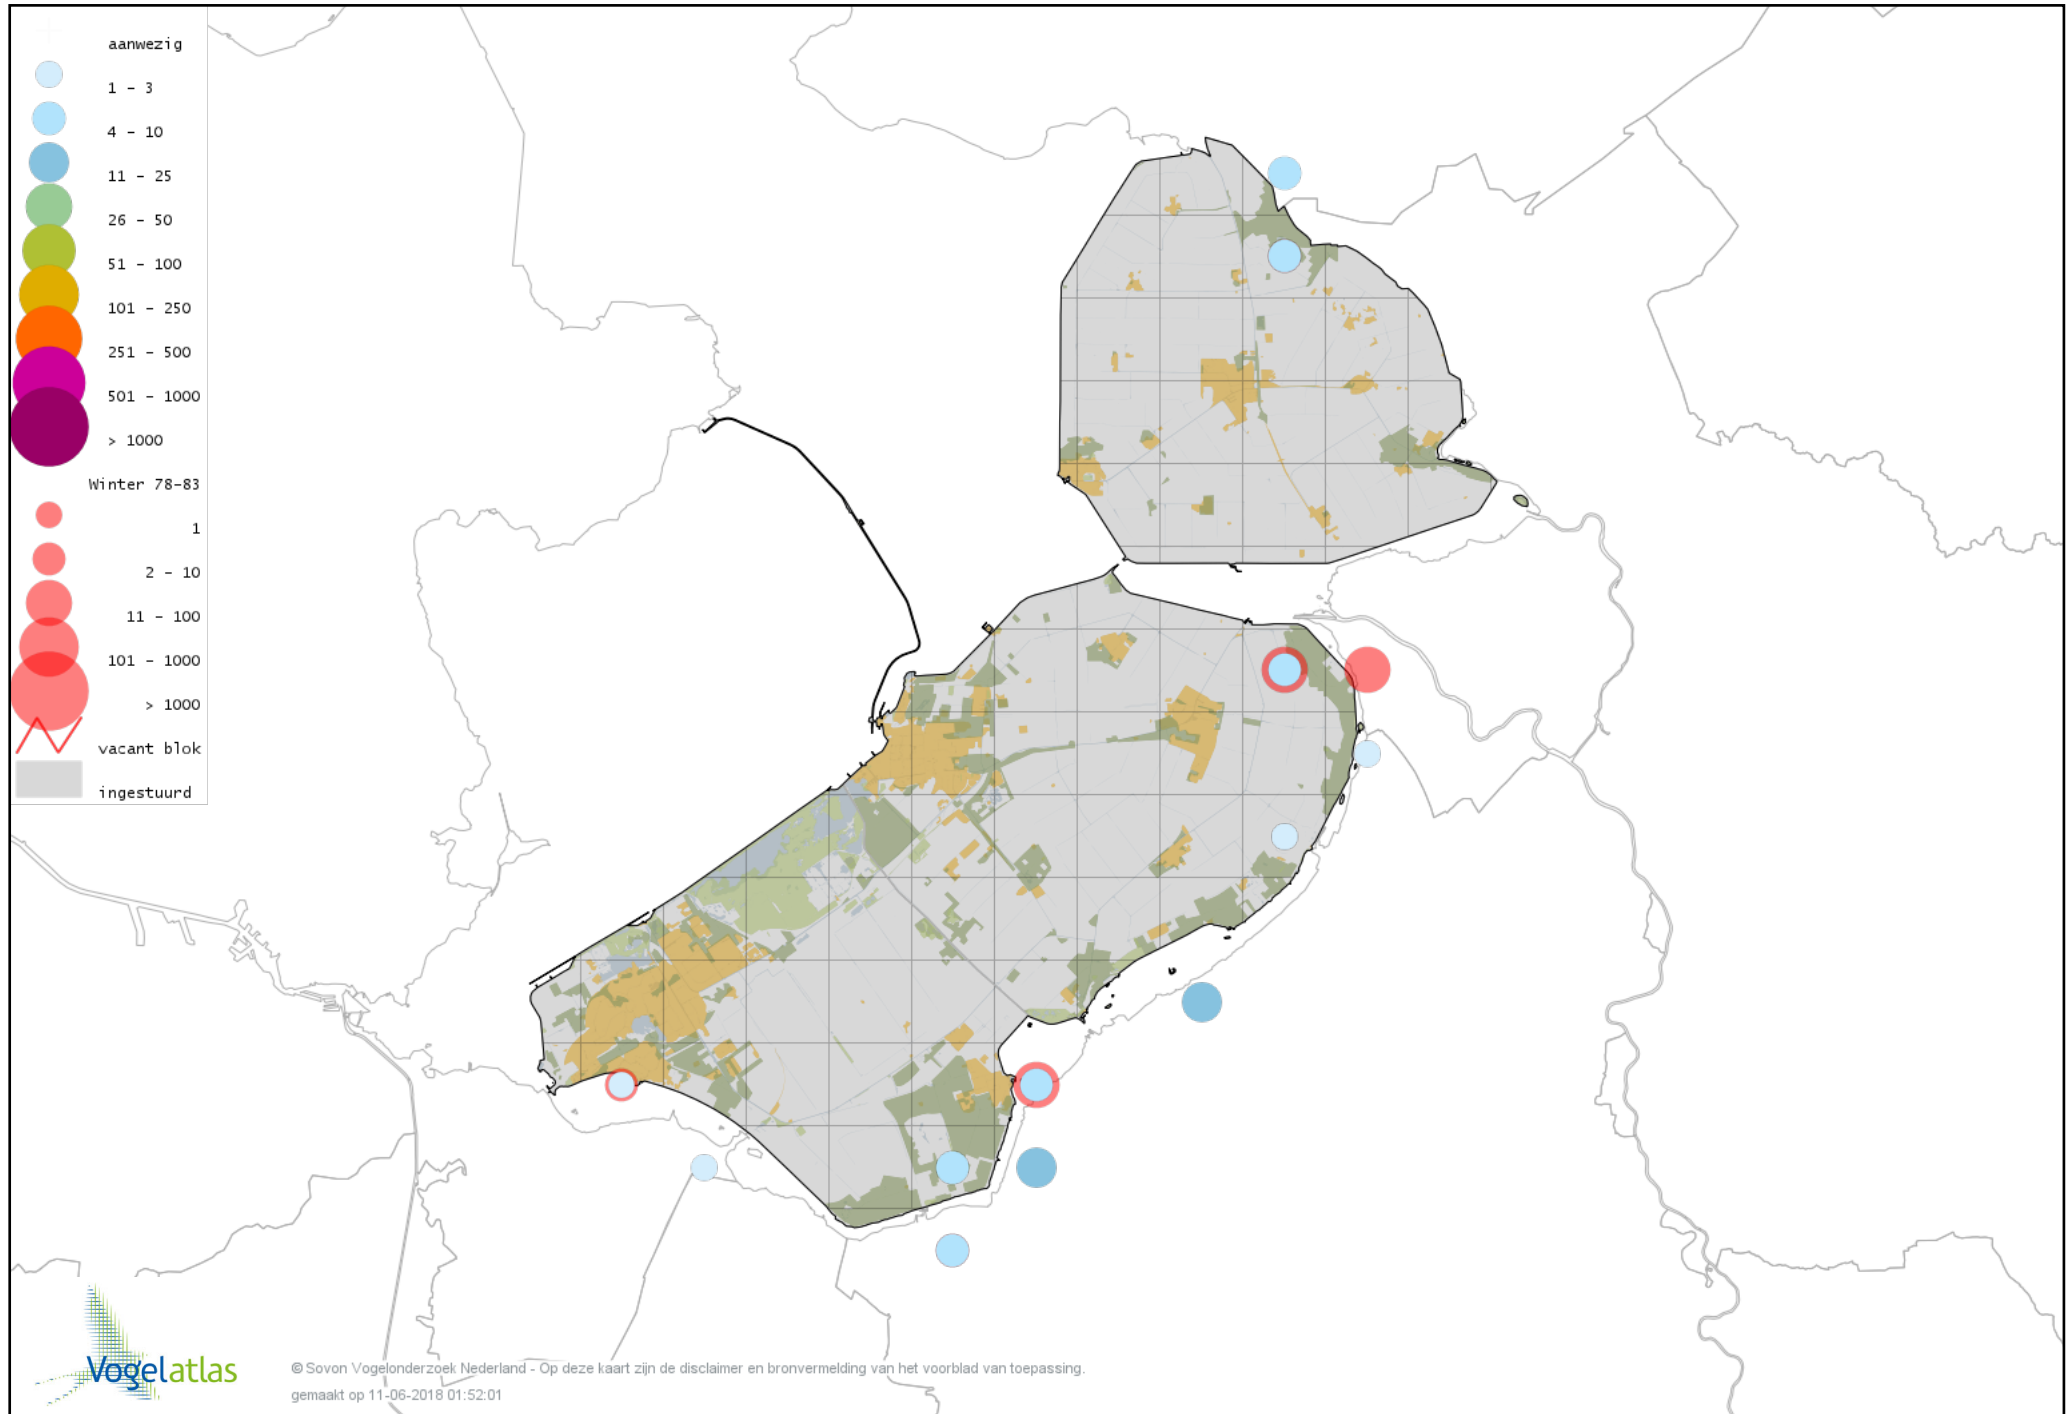 aanwezig
1 - 3
4 - 10
11 - 25
26 - 50
51 - 100
101 - 250
251 - 500
501 - 1000
> 1000
Winter 78-83
1
2 - 10
11 - 100
101 - 1000
> 1000
vacant blok
ingestuurd
Vogelatlas
© Sovon Vogelonderzoek Nederland - Op deze kaart zijn de disclaimer en bronvermelding van het voorblad van toepassing.
gemaakt op 11-06-2018 01:52:01